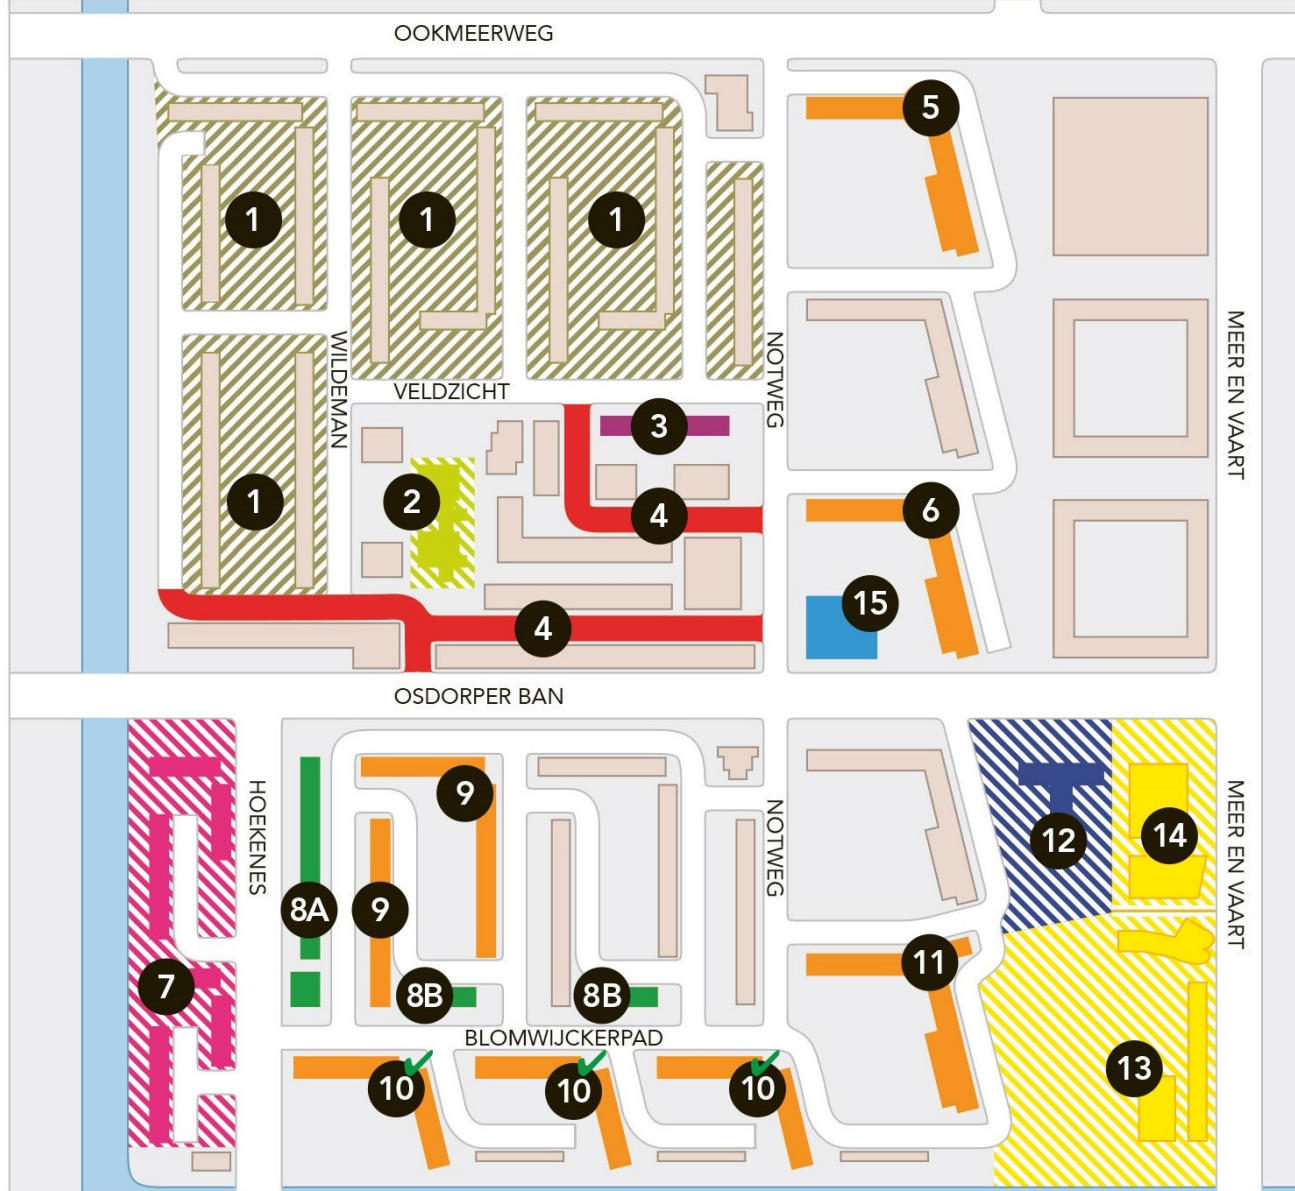 OOKMEERWEG
5
1
1
1
WILDEMAN
NOTWEG
MEER EN VAART
VELDZICHT
3
1
2
4
6
15
4
OSDORPER BAN
HOEKENES
9
NOTWEG
MEER EN VAART
12
14
8A
9
11
7
8B
8B
BLOMWIJCKERPAD
10
10
10
13